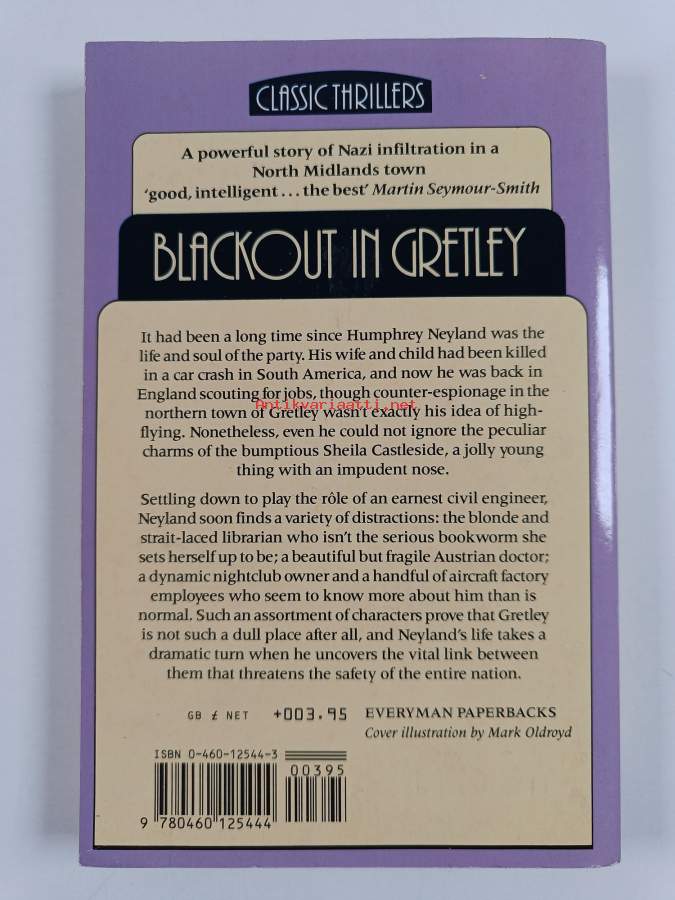 CLASSIC THRILLERS
A powerful story of Nazi infiltration in a
North Midlands town
'good, intelligent... the best' Martin Seymour-Smith
BLACKOUT IN GRETLEY
It had been a long time since Humphrey Neyland was the
life and soul of the party. His wife and child had been killed
in a car crash in South America, and now he was back in
England scouting for jobs, though counter-espionage in the
Antikvariaatti.net
northern town of Gretley wasn't exactly his idea of high-
flying. Nonetheless, even he could not ignore the peculiar
charms of the bumptious Sheila Castleside, a jolly young
thing with an impudent nose.
Settling down to play the rôle of an earnest civil engineer,
Neyland soon finds a variety of distractions: the blonde and
strait-laced librarian who isn't the serious bookworm she
sets herself up to be; a beautiful but fragile Austrian doctor;
a dynamic nightclub owner and a handful of aircraft factory
employees who seem to know more about him than is
normal. Such an assortment of characters prove that Gretley
is not such a dull place after all, and Neyland's life takes a
dramatic turn when he uncovers the vital link between
them that threatens the safety of the entire nation.
GB £ NET +003.95 EVERYMAN PAPERBACKS
Cover illustration by Mark Oldroyd
ISBN 0-460-12544-3
00395
9 780460 125444